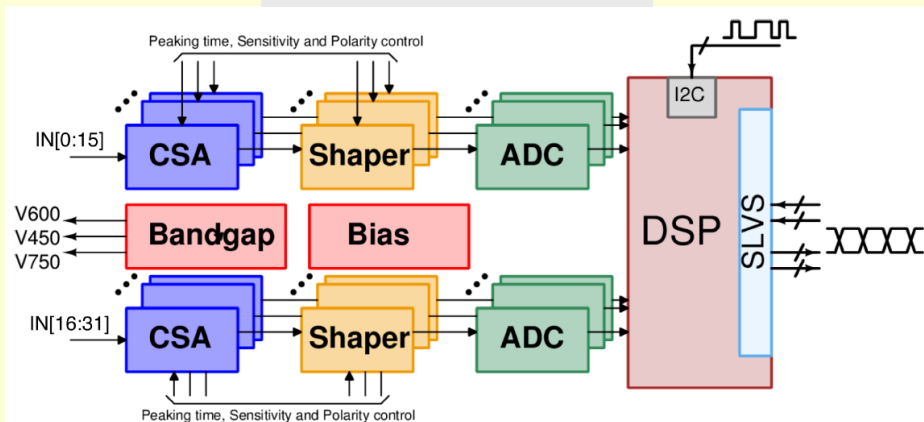 Peaking time, Sensitivity and Polarity control
I2C
IN[0:15]
CSA
Shaper
ADC
V600
V450
V750
Bandgap
Bias
DSP
SLVS
IN[16:31]
CSA
Shaper
ADC
Peaking time, Sensitivity and Polarity control